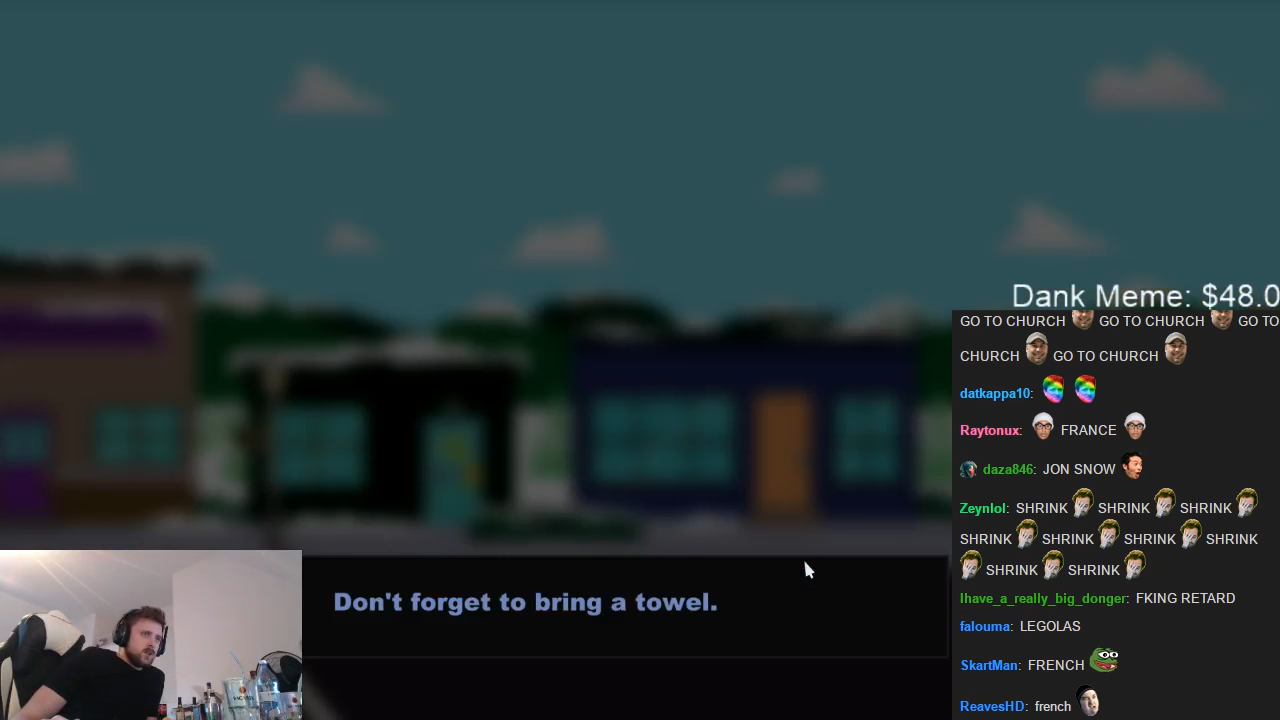 Dank Meme: $48.0
GO TO CHURCH GO TO CHURCH GO TO
CHURCH GO TO CHURCH
datkappa10:
Raytonux: FRANCE
daza846: JON SNOW
Zeynlol: SHRINK SHRINK SHRINK
SHRINK SHRINK SHRINK SHRINK
SHRINK SHRINK
Ihave_a_really_big_donger: FKING RETARD
falouma: LEGOLAS
SkartMan: FRENCH
ReavesHD: french
Don't forget to bring a towel.